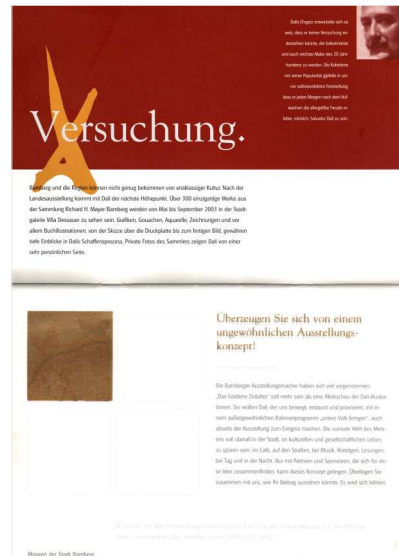 Dalís Ehrgeiz entwickelte sich so
weit, dass er keiner Versuchung wi-
derstehen konnte, der bekannteste
und auch reichste Maler des 20. Jahr-
hunderts zu werden. Die Koketterie
mit seiner Popularität gipfelte in sei-
ner selbstverliebten Feststellung
dass er jeden Morgen nach dem Auf-
wachen die allergrößte Freude er-
lebte, nämlich: Salvador Dalí zu sein.
Versuchung.
Bamberg und die Region können nicht genug bekommen von erstklassiger Kultur. Nach der
Landesausstellung kommt mit Dalí der nächste Höhepunkt. Über 300 einzigartige Werke aus
der Sammlung Richard H. Mayer/Bamberg werden von Mai bis September 2003 in der Stadt-
galerie Villa Dessauer zu sehen sein. Grafiken, Gouachen, Aquarelle, Zeichnungen und vor
allem Buchillustrationen, von der Skizze über die Druckplatte bis zum fertigen Bild, gewähren
tiefe Einblicke in Dalís Schaffensprozess. Private Fotos des Sammlers zeigen Dalí von einer
sehr persönlichen Seite.
Überzeugen Sie sich von einem
ungewöhnlichen Ausstellungs-
konzept!
Die Bamberger Ausstellungsmacher haben sich viel vorgenommen
„Das Goldene Zeitalter" soll mehr sein als eine Werkschau der Dalí-Illustra-
tionen. Sie wollen Dalí, der uns bewegt, erstaunt und provoziert, mit ei-
nem außergewöhnlichen Rahmenprogramm „unters Volk bringen" auch
abseits der Ausstellung zum Ereignis machen. Die surreale Welt des Meis-
ters soll überall in der Stadt, im kulturellen und gesellschaftlichen Leben,
zu spüren sein: im Café, auf den Straßen, bei Musik, Vorträgen, Lesungen,
bei Tag und in der Nacht. Nur mit Partnern und Sponsoren, die sich für die-
se Idee zusammenfinden, kann dieses Konzept gelingen. Überlegen Sie
zusammen mit uns, wie Ihr Beitrag aussehen könnte. Es wird sich lohnen.
Museen der Stadt Bamberg